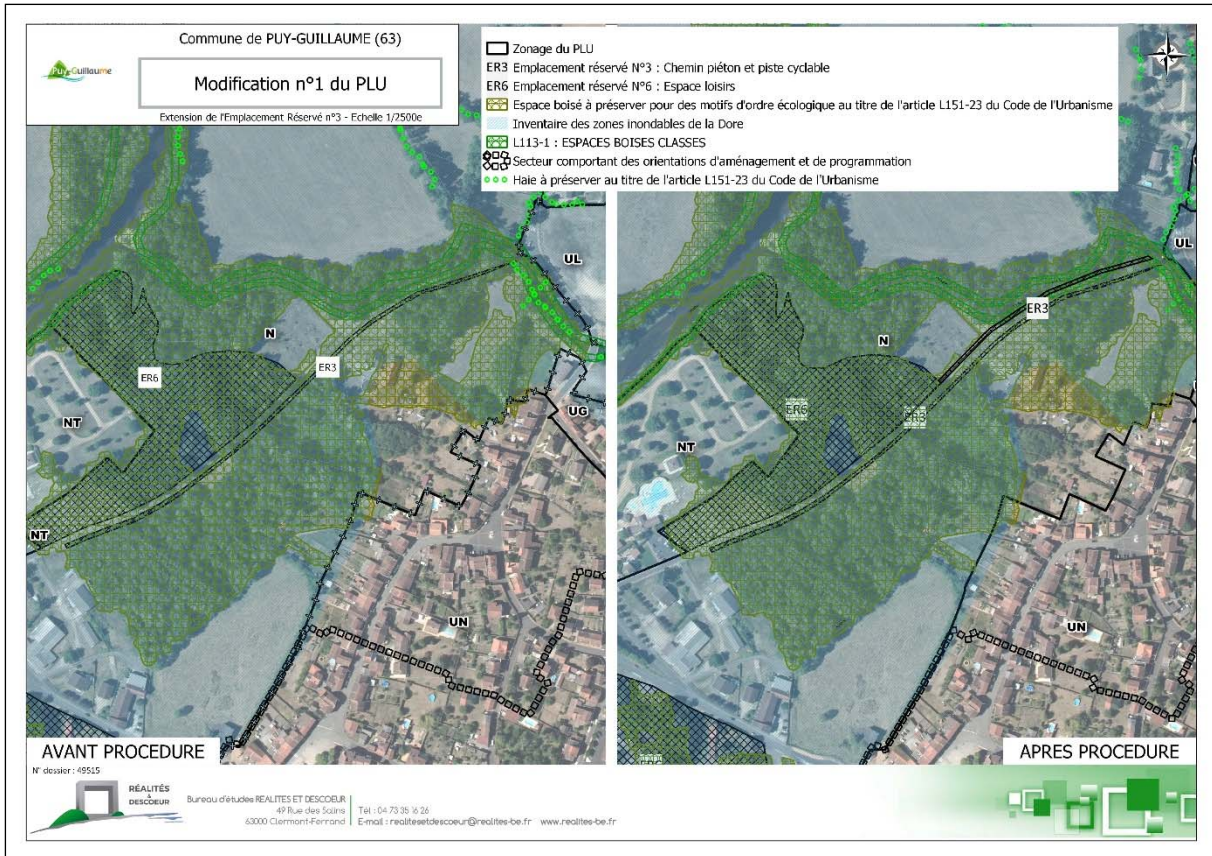 Commune de PUY-GUILLAUME (63)
Puy-Guillaume
Modification n°1 du PLU
Extension de l'Emplacement Réservé n°3 - Echelle 1/2500e
Zonage du PLU
ER3 Emplacement réservé N°3 : Chemin piéton et piste cyclable
ER6 Emplacement réservé N°6 : Espace loisirs
Espace boisé à préserver pour des motifs d'ordre écologique au titre de l'article L151-23 du Code de l'Urbanisme
Inventaire des zones inondables de la Dore
L113-1 : ESPACES BOISES CLASSES
Secteur comportant des orientations d'aménagement et de programmation
Haie à préserver au titre de l'article L151-23 du Code de l'Urbanisme
UL
N
ER3
ER6
NT
UG
NT
UN
AVANT PROCEDURE
UL
ER3
N
ER6
ER3
NT
UN
APRES PROCEDURE
N° dossier : 49515
RÉALITÉS
&
DESCOEUR
Bureau d'études REALITES ET DESCOEUR
49 Rue des Salins
63000 Clermont-Ferrand
Tél : 04 73 35 16 26
E-mail : realitesetdescoeur@realites-be.fr www.realites-be.fr